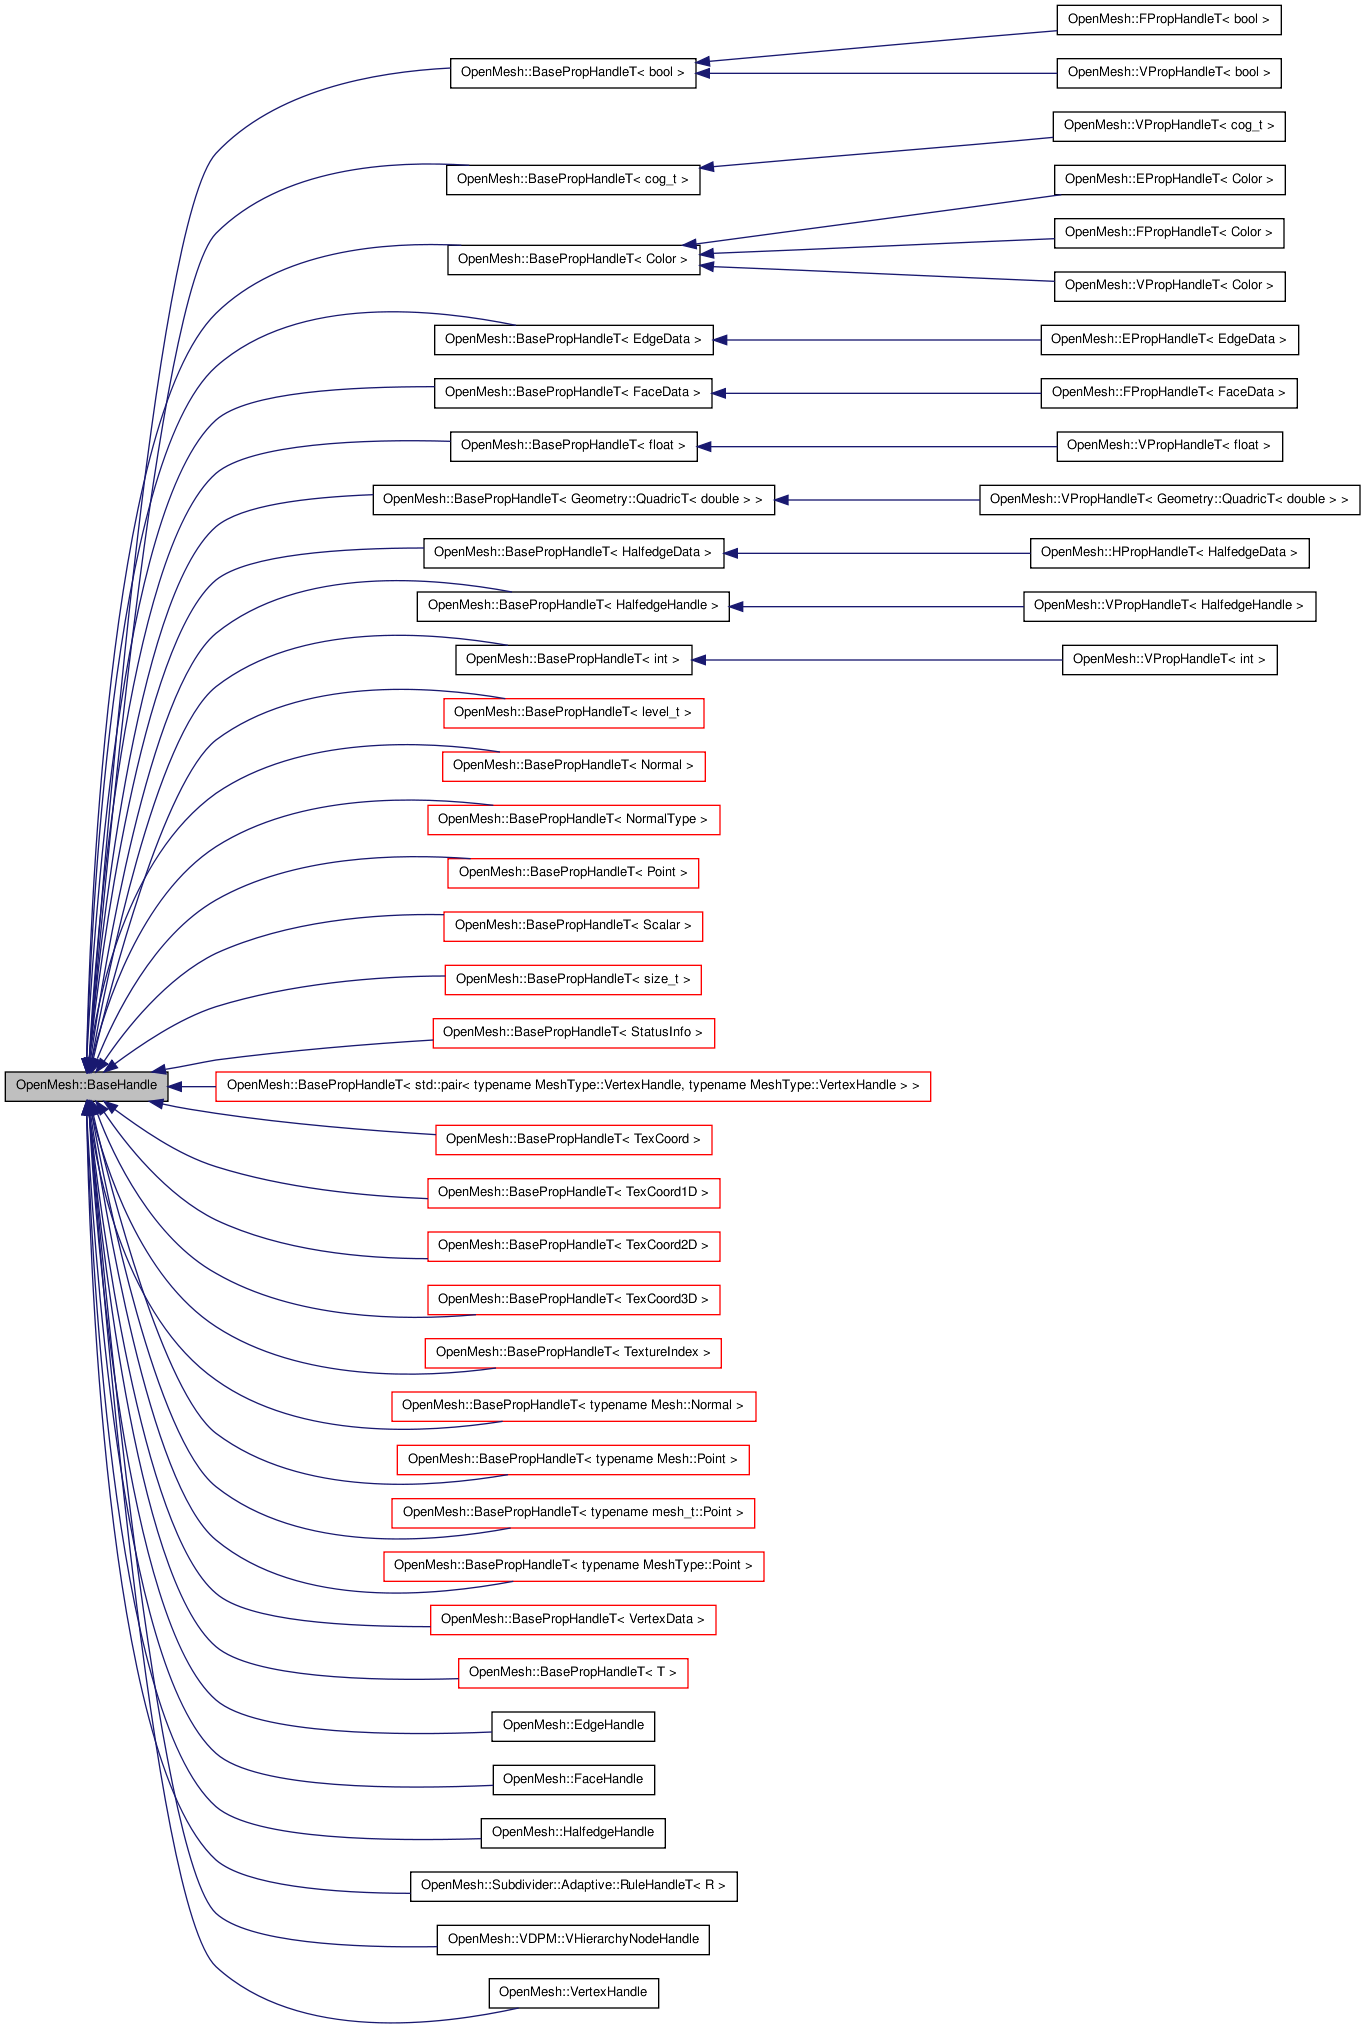 OpenMesh::FPropHandleT< bool >
OpenMesh::BasePropHandleT< bool >
OpenMesh::VPropHandleT< bool >
OpenMesh::VPropHandleT< cog_t >
OpenMesh::BasePropHandleT< cog_t >
OpenMesh::EPropHandleT< Color >
OpenMesh::FPropHandleT< Color >
OpenMesh::BasePropHandleT< Color >
OpenMesh::VPropHandleT< Color >
OpenMesh::BasePropHandleT< EdgeData >
OpenMesh::EPropHandleT< EdgeData >
OpenMesh::BasePropHandleT< FaceData >
OpenMesh::FPropHandleT< FaceData >
OpenMesh::BasePropHandleT< float >
OpenMesh::VPropHandleT< float >
OpenMesh::BasePropHandleT< Geometry::QuadricT< double > >
OpenMesh::VPropHandleT< Geometry::QuadricT< double > >
OpenMesh::BasePropHandleT< HalfedgeData >
OpenMesh::HPropHandleT< HalfedgeData >
OpenMesh::BasePropHandleT< HalfedgeHandle >
OpenMesh::VPropHandleT< HalfedgeHandle >
OpenMesh::BasePropHandleT< int >
OpenMesh::VPropHandleT< int >
OpenMesh::BasePropHandleT< level_t >
OpenMesh::BasePropHandleT< Normal >
OpenMesh::BasePropHandleT< NormalType >
OpenMesh::BasePropHandleT< Point >
OpenMesh::BasePropHandleT< Scalar >
OpenMesh::BasePropHandleT< size_t >
OpenMesh::BasePropHandleT< StatusInfo >
OpenMesh::BaseHandle
OpenMesh::BasePropHandleT< std::pair< typename MeshType::VertexHandle, typename MeshType::VertexHandle > >
OpenMesh::BasePropHandleT< TexCoord >
OpenMesh::BasePropHandleT< TexCoord1D >
OpenMesh::BasePropHandleT< TexCoord2D >
OpenMesh::BasePropHandleT< TexCoord3D >
OpenMesh::BasePropHandleT< TextureIndex >
OpenMesh::BasePropHandleT< typename Mesh::Normal >
OpenMesh::BasePropHandleT< typename Mesh::Point >
OpenMesh::BasePropHandleT< typename mesh_t::Point >
OpenMesh::BasePropHandleT< typename MeshType::Point >
OpenMesh::BasePropHandleT< VertexData >
OpenMesh::BasePropHandleT< T >
OpenMesh::EdgeHandle
OpenMesh::FaceHandle
OpenMesh::HalfedgeHandle
OpenMesh::Subdivider::Adaptive::RuleHandleT< R >
OpenMesh::VDPM::VHierarchyNodeHandle
OpenMesh::VertexHandle